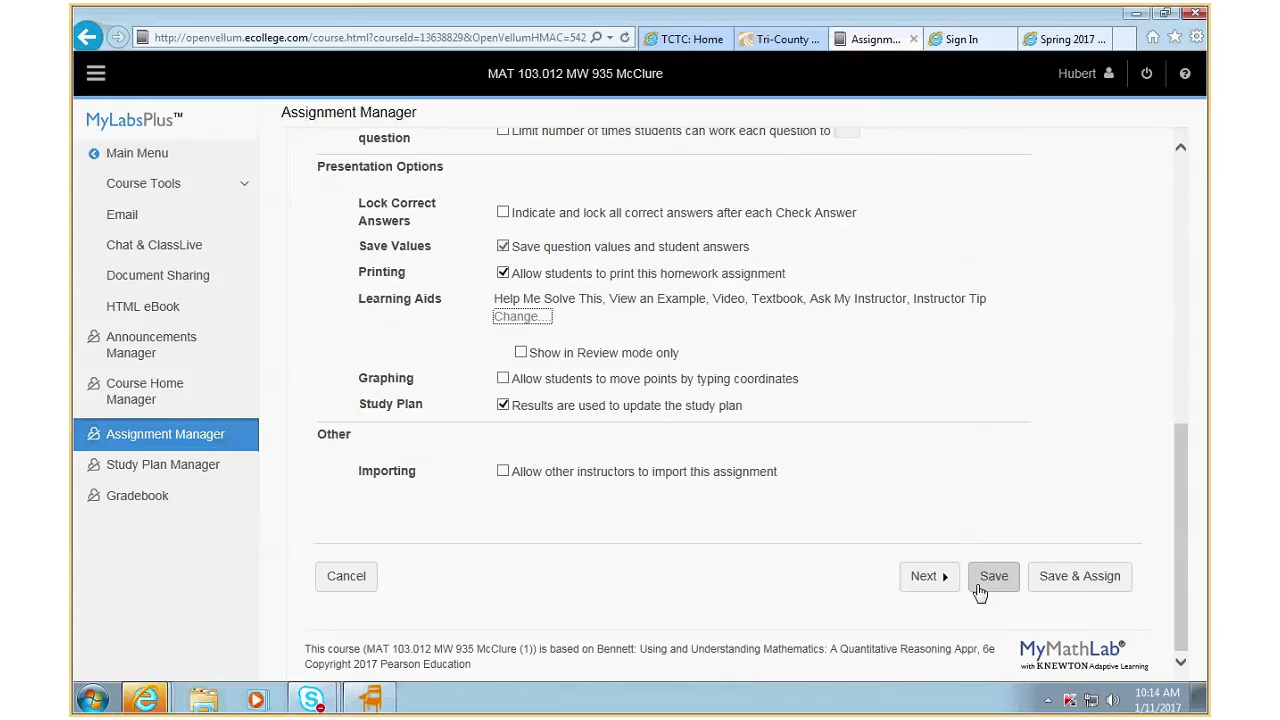 http://openvellum.ecollege.com/course.html?courseId=13638829&OpenVellumHMAC=542
TCTC: Home
Tri-County ...
Assignm...
Sign In
Spring 2017 ...
MAT 103.012 MW 935 McClure
Hubert
MyLabsPlus™
Main Menu
Course Tools
Email
Chat & ClassLive
Document Sharing
HTML eBook
Announcements
Manager
Course Home
Manager
Assignment Manager
Study Plan Manager
Gradebook
Assignment Manager
question
Limit number of times students can work each question to
Presentation Options
Lock Correct
Answers
Indicate and lock all correct answers after each Check Answer
Save Values
Save question values and student answers
Printing
Allow students to print this homework assignment
Learning Aids
Help Me Solve This, View an Example, Video, Textbook, Ask My Instructor, Instructor Tip
Change...
Show in Review mode only
Graphing
Allow students to move points by typing coordinates
Study Plan
Results are used to update the study plan
Other
Importing
Allow other instructors to import this assignment
Cancel
Next
Save
Save & Assign
This course (MAT 103.012 MW 935 McClure (1)) is based on Bennett: Using and Understanding Mathematics: A Quantitative Reasoning Appr, 6e
Copyright 2017 Pearson Education
MyMathLab®
with KNEWTON Adaptive Learning
10:14 AM
1/11/2017